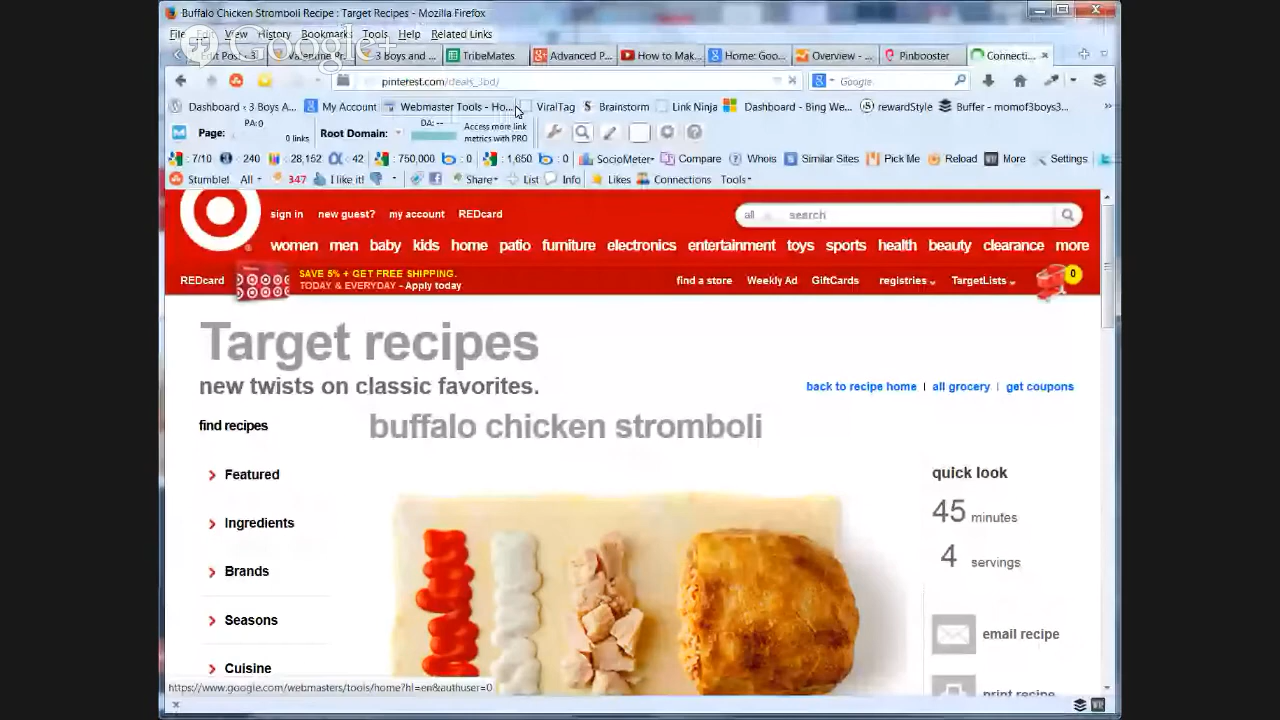 Buffalo Chicken Stromboli Recipe : Target Recipes - Mozilla Firefox
File Edit View History Bookmarks Tools Help Related Links
Google+
Edit Post Valentine 3 Boys and TribeMates Advanced P... How to Mak... Home: Goo... Overview - ... Pinbooster Connecti...
pinterest.com/deals_3bd/ Google
Dashboard ‹ 3 Boys A... My Account Webmaster Tools - Ho... ViralTag Brainstorm Link Ninja Dashboard - Bing We... rewardStyle Buffer - momof3boys3...
Page: PA:0 0 links Root Domain: DA: -- Access more link metrics with PRO
7/10 240 28,152 42 750,000 : 0 : 1,650 : 0 SocioMeter Compare Whois Similar Sites Pick Me Reload More Settings
Stumble! All 347 I like it! Share List Info Likes Connections Tools
sign in new guest? my account REDcard all search
women men baby kids home patio furniture electronics entertainment toys sports health beauty clearance more
REDcard SAVE 5% + GET FREE SHIPPING. find a store Weekly Ad GiftCards registries TargetLists 0
TODAY & EVERYDAY - Apply today
Target recipes
new twists on classic favorites.
back to recipe home | all grocery | get coupons
find recipes
buffalo chicken stromboli
Featured
Ingredients
Brands
Seasons
Cuisine
quick look
45 minutes
4 servings
email recipe
print recipe
https://www.google.com/webmasters/tools/home?hl=en&authuser=0